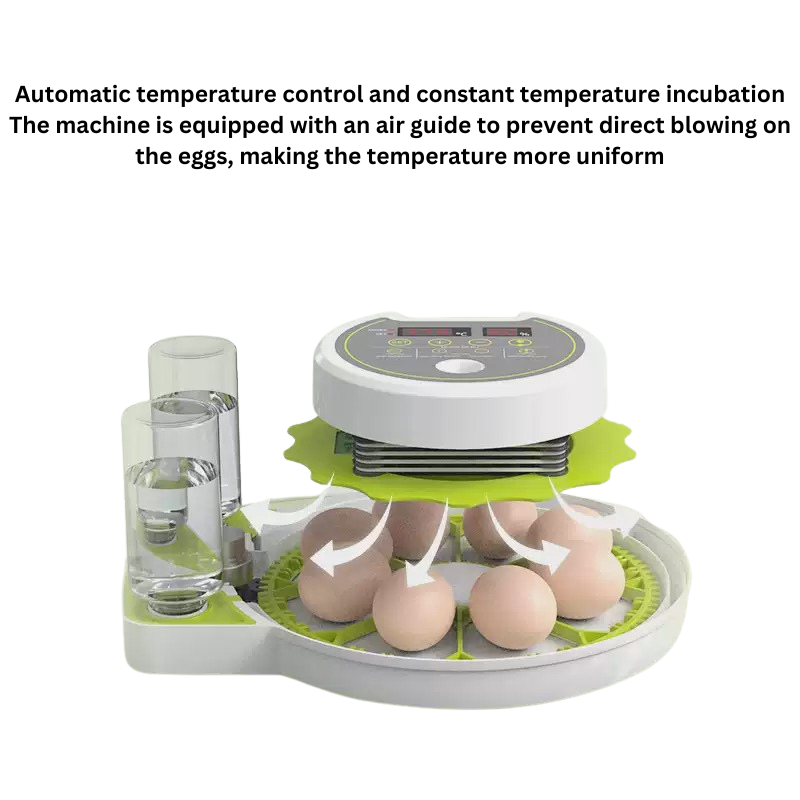 Automatic temperature control and constant temperature incubation
The machine is equipped with an air guide to prevent direct blowing on
the eggs, making the temperature more uniform
°C
%